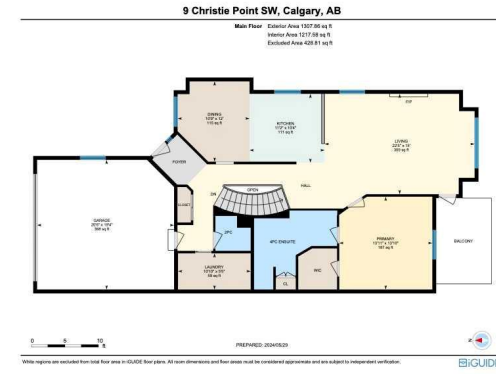 9 Christie Point SW, Calgary, AB
Main Floor Exterior Area 1307.86 sq ft
Interior Area 1217.58 sq ft
Excluded Area 428.81 sq ft
DINING
KITCHEN
LIVING
F/P
FOYER
DN
OPEN
HALL
CLOSET
GARAGE
2PC
4PC ENSUITE
PRIMARY
BALCONY
LAUNDRY
WIC
CL
0 5 10
ft
PREPARED: 2024/05/29
N
White regions are excluded from total floor area in iGUIDE floor plans. All room dimensions and floor areas must be considered approximate and are subject to independent verification.
iGUIDE